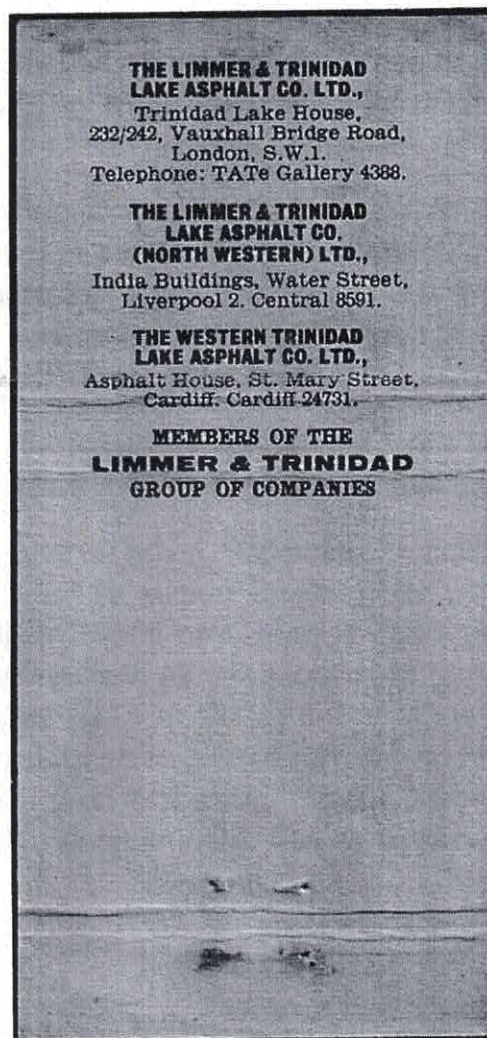 THE LIMMER & TRINIDAD
LAKE ASPHALT CO. LTD.,
Trinidad Lake House,
232/242, Vauxhall Bridge Road,
London, S.W.1.
Telephone: TATe Gallery 4388.
THE LIMMER & TRINIDAD
LAKE ASPHALT CO.
(NORTH WESTERN) LTD.,
India Buildings, Water Street,
Liverpool 2. Central 8591.
THE WESTERN TRINIDAD
LAKE ASPHALT CO. LTD.,
Asphalt House, St. Mary Street,
Cardiff. Cardiff 24731.
MEMBERS OF THE
LIMMER & TRINIDAD
GROUP OF COMPANIES